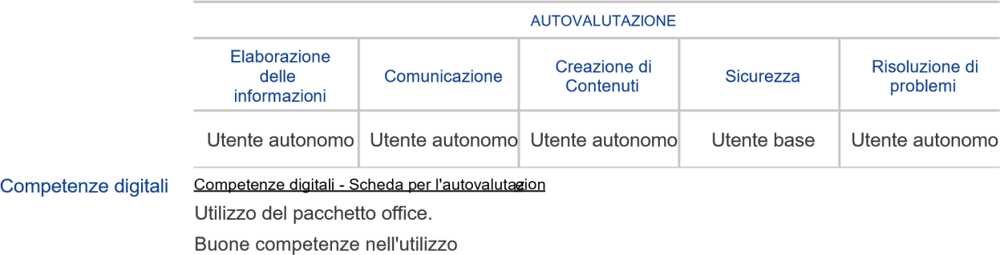 AUTOVALUTAZIONE
Elaborazione delle informazioni
Comunicazione
Creazione di Contenuti
Sicurezza
Risoluzione di problemi
Utente autonomo Utente autonomo Utente autonomo Utente base Utente autonomo
Competenze digitali
Competenze digitali - Scheda per l'autovalutazione
Utilizzo del pacchetto office.
Buone competenze nell'utilizzo